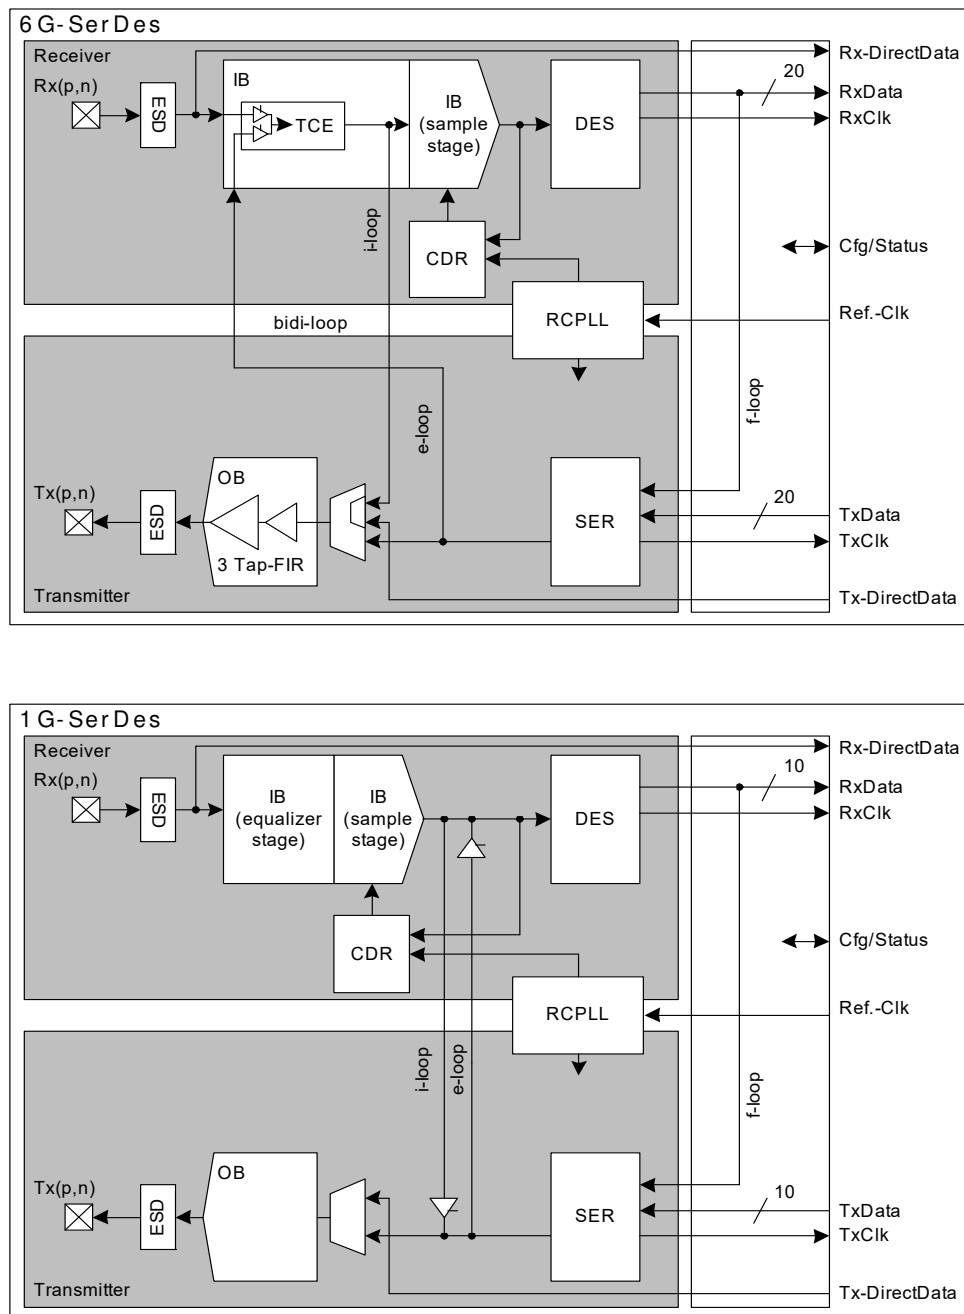 6G-SerDes
Receiver
Rx-DirectData
Rx(p,n)
ESD
IB
TCE
IB
(sample
stage)
DES
20
RxData
RxClk
i-loop
CDR
Cfg/Status
RCPLL
Ref.-Clk
bidi-loop
e-loop
f-loop
Tx(p,n)
ESD
OB
3 Tap-FIR
SER
20
TxData
TxClk
Transmitter
Tx-DirectData
1G-SerDes
Receiver
Rx-DirectData
Rx(p,n)
ESD
IB
(equalizer
stage)
IB
(sample
stage)
DES
10
RxData
RxClk
CDR
Cfg/Status
RCPLL
Ref.-Clk
i-loop
e-loop
f-loop
Tx(p,n)
ESD
OB
SER
10
TxData
TxClk
Transmitter
Tx-DirectData